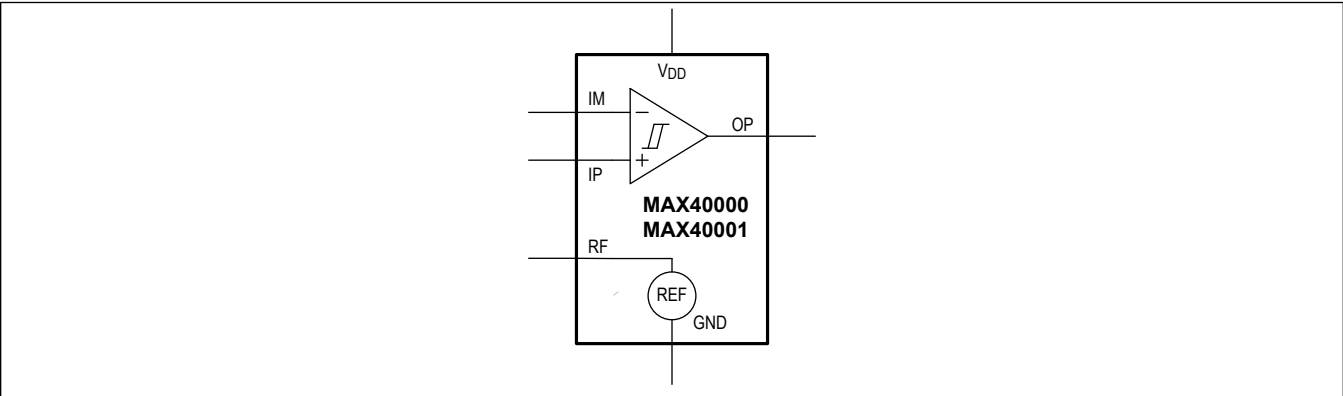 VDD
IM
−
OP
+
IP
MAX40000
MAX40001
RF
REF
GND